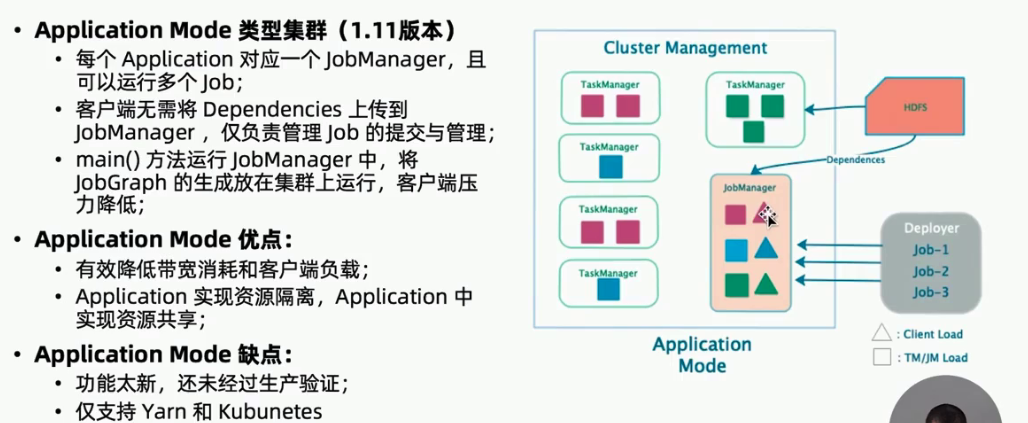 Application Mode 类型集群（1.11版本）
每个 Application 对应一个 JobManager，且
可以运行多个 Job；
客户端无需将 Dependencies 上传到
JobManager ，仅负责管理 Job 的提交与管理；
main() 方法运行 JobManager 中，将
JobGraph 的生成放在集群上运行，客户端压
力降低；
Application Mode 优点：
有效降低带宽消耗和客户端负载；
Application 实现资源隔离，Application 中
实现资源共享；
Application Mode 缺点：
功能太新，还未经过生产验证；
仅支持 Yarn 和 Kubunetes
Cluster Management
TaskManager
TaskManager
TaskManager
TaskManager
TaskManager
HDFS
Dependences
JobManager
Deployer
Job-1
Job-2
Job-3
Application
Mode
: Client Load
: TM/JM Load